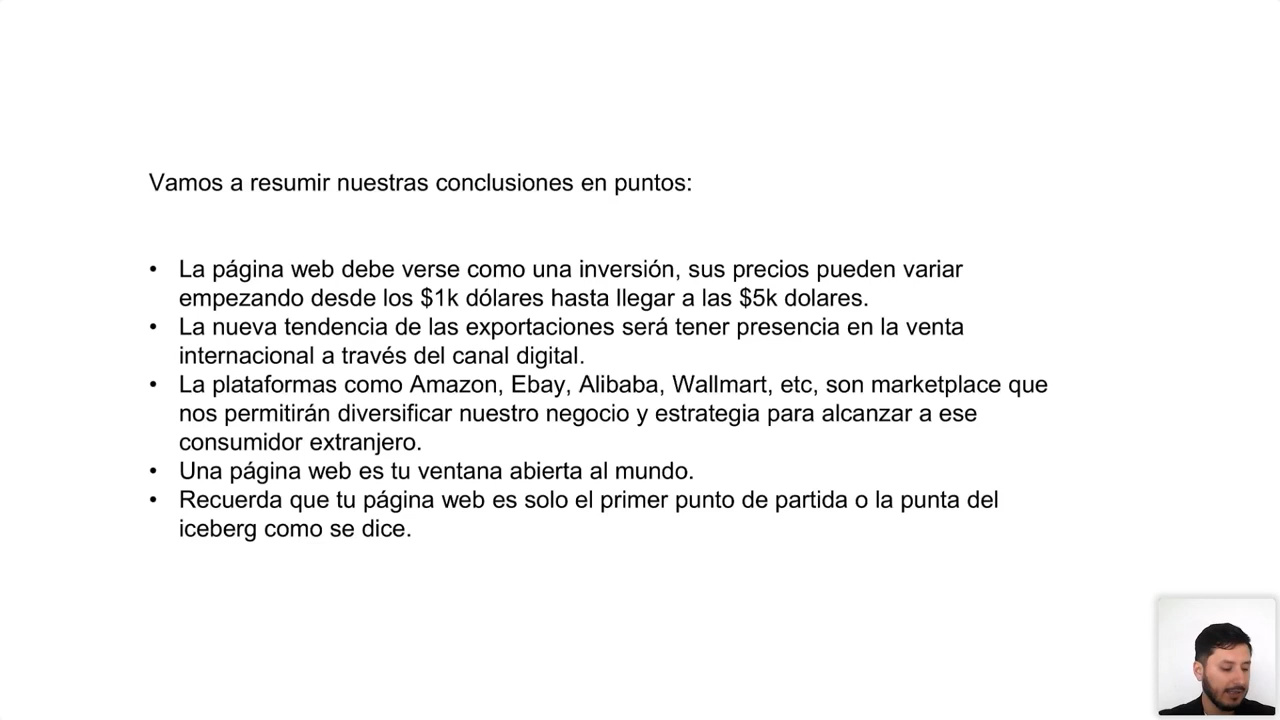 Vamos a resumir nuestras conclusiones en puntos:
• La página web debe verse como una inversión, sus precios pueden variar
empezando desde los $1k dólares hasta llegar a las $5k dolares.
• La nueva tendencia de las exportaciones será tener presencia en la venta
internacional a través del canal digital.
• La plataformas como Amazon, Ebay, Alibaba, Wallmart, etc, son marketplace que
nos permitirán diversificar nuestro negocio y estrategia para alcanzar a ese
consumidor extranjero.
• Una página web es tu ventana abierta al mundo.
• Recuerda que tu página web es solo el primer punto de partida o la punta del
iceberg como se dice.